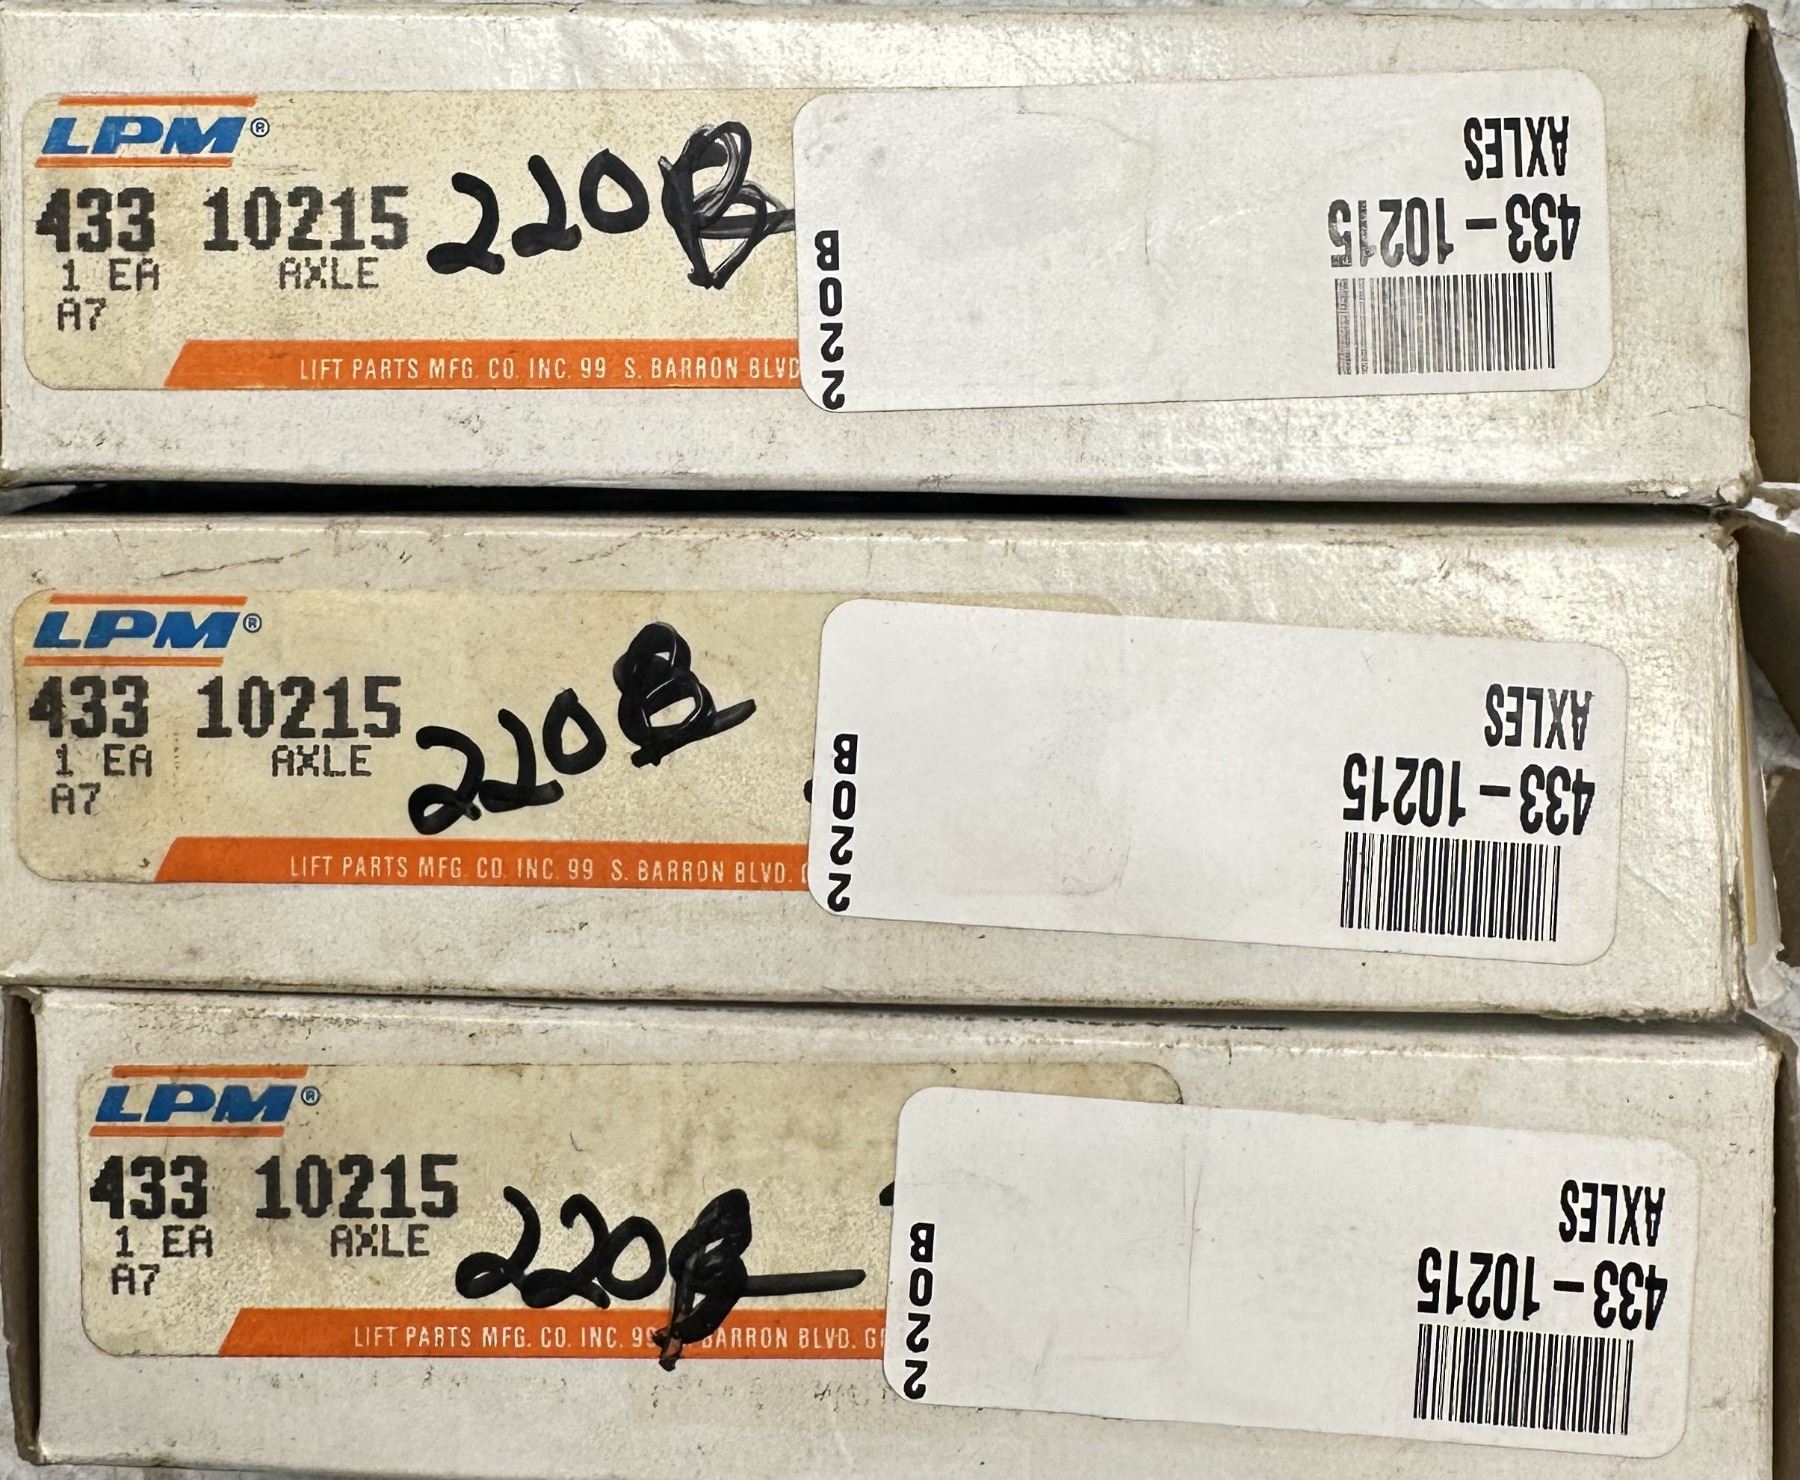 LPM®
433 10215
1 EA AXLE
A7
220B
LIFT PARTS MFG. CO. INC. 99 S. BARRON BLVD
AXLES
433-10215
220B
LPM®
433 10215
1 EA AXLE
A7
220B
LIFT PARTS MFG. CO. INC. 99 S. BARRON BLVD.
AXLES
433-10215
220B
LPM®
433 10215
1 EA AXLE
A7
220B
LIFT PARTS MFG. CO. INC. 99 BARRON BLVD. G
AXLES
433-10215
220B